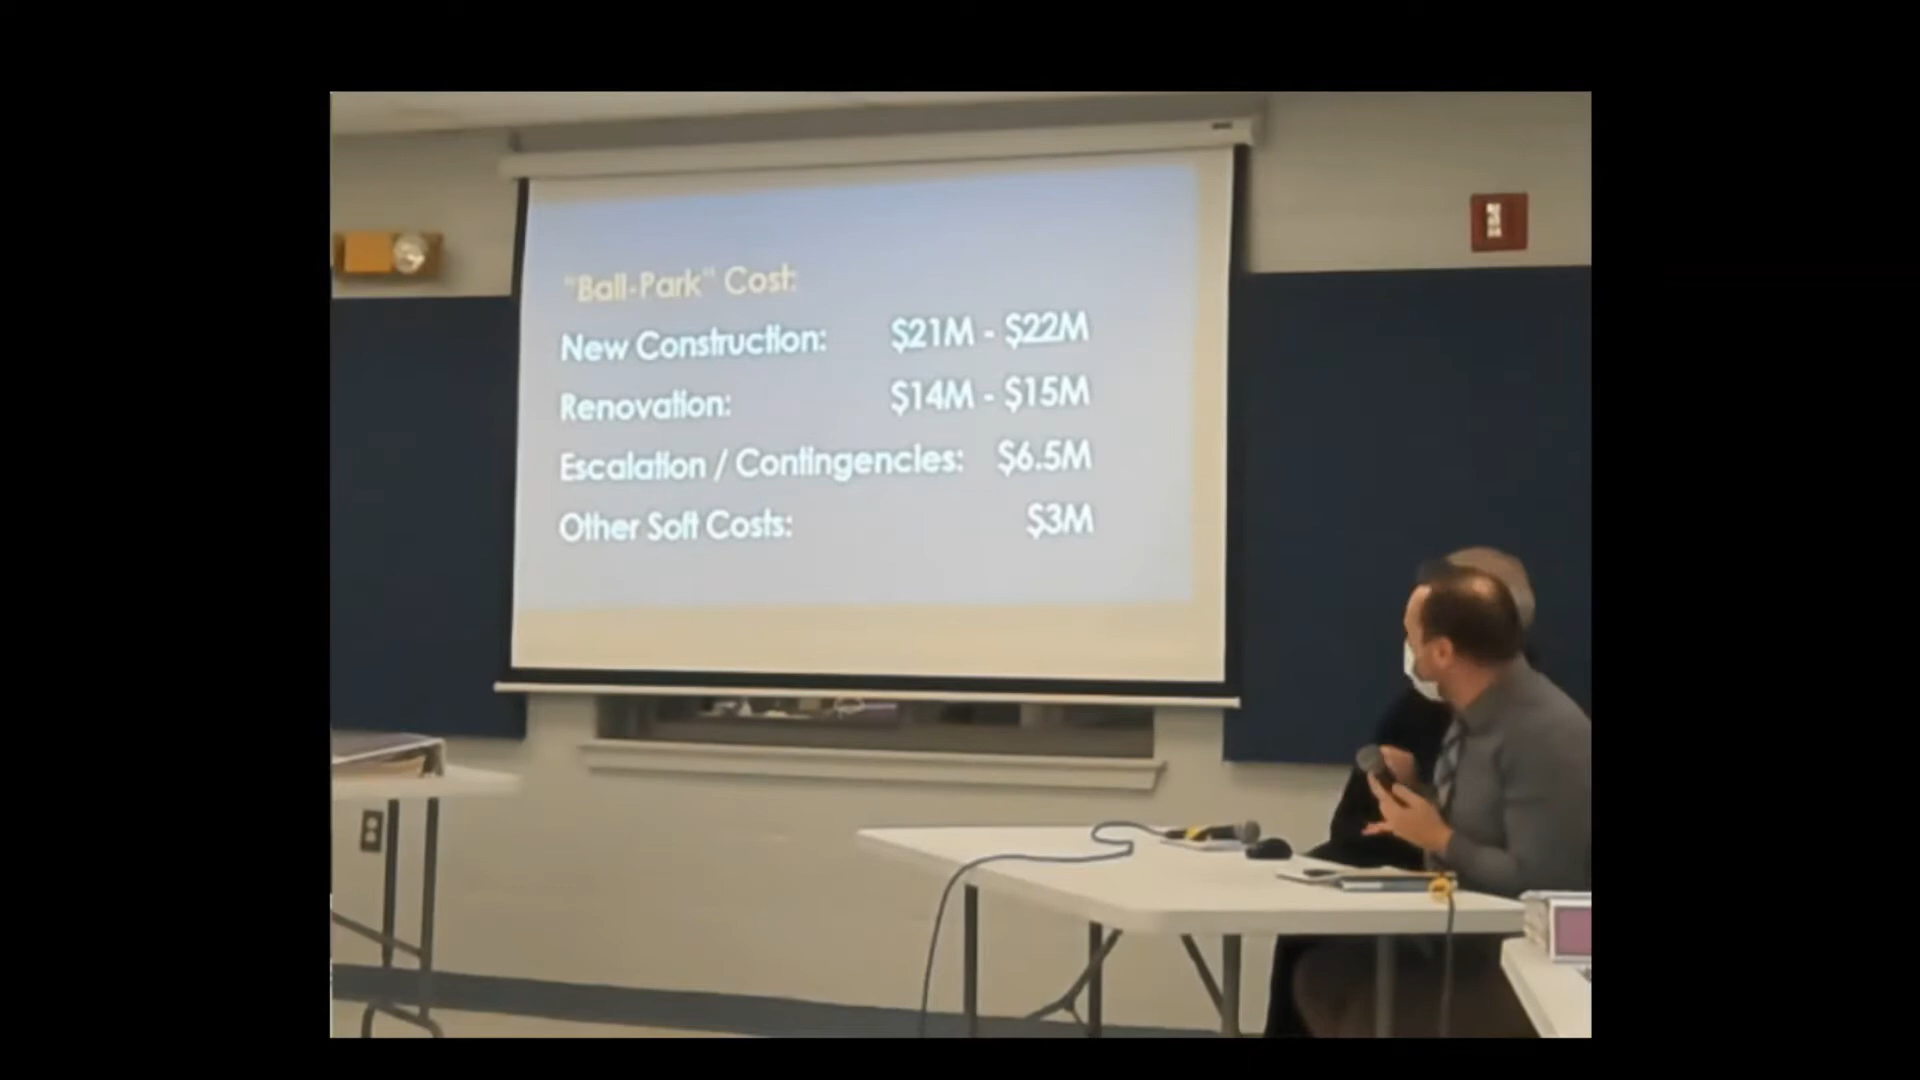 "Ball-Park" Cost:
New Construction: $21M - $22M
Renovation: $14M - $15M
Escalation / Contingencies: $6.5M
Other Soft Costs: $3M